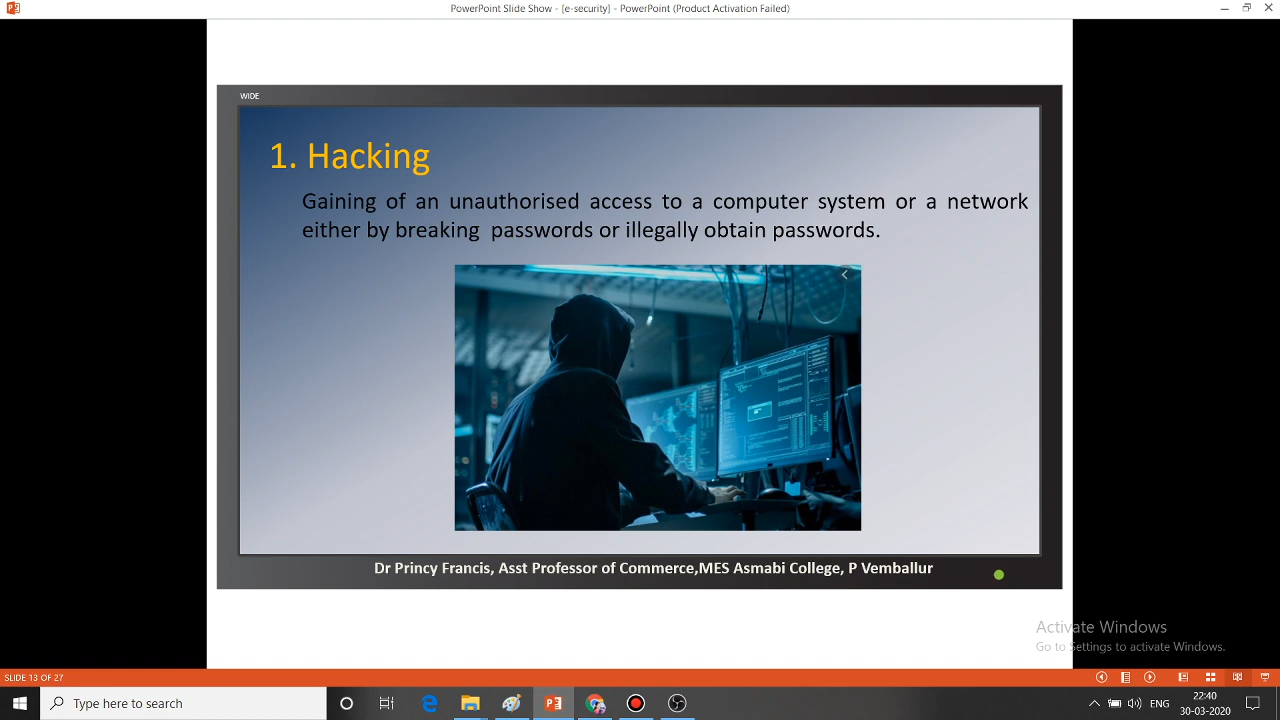 PowerPoint Slide Show - [e-security] - PowerPoint (Product Activation Failed)
WIDE
1. Hacking
Gaining of an unauthorised access to a computer system or a network
either by breaking passwords or illegally obtain passwords.
Dr Princy Francis, Asst Professor of Commerce,MES Asmabi College, P Vemballur
Activate Windows
Go to Settings to activate Windows.
SLIDE 13 OF 27
Type here to search
ENG
22:40
30-03-2020